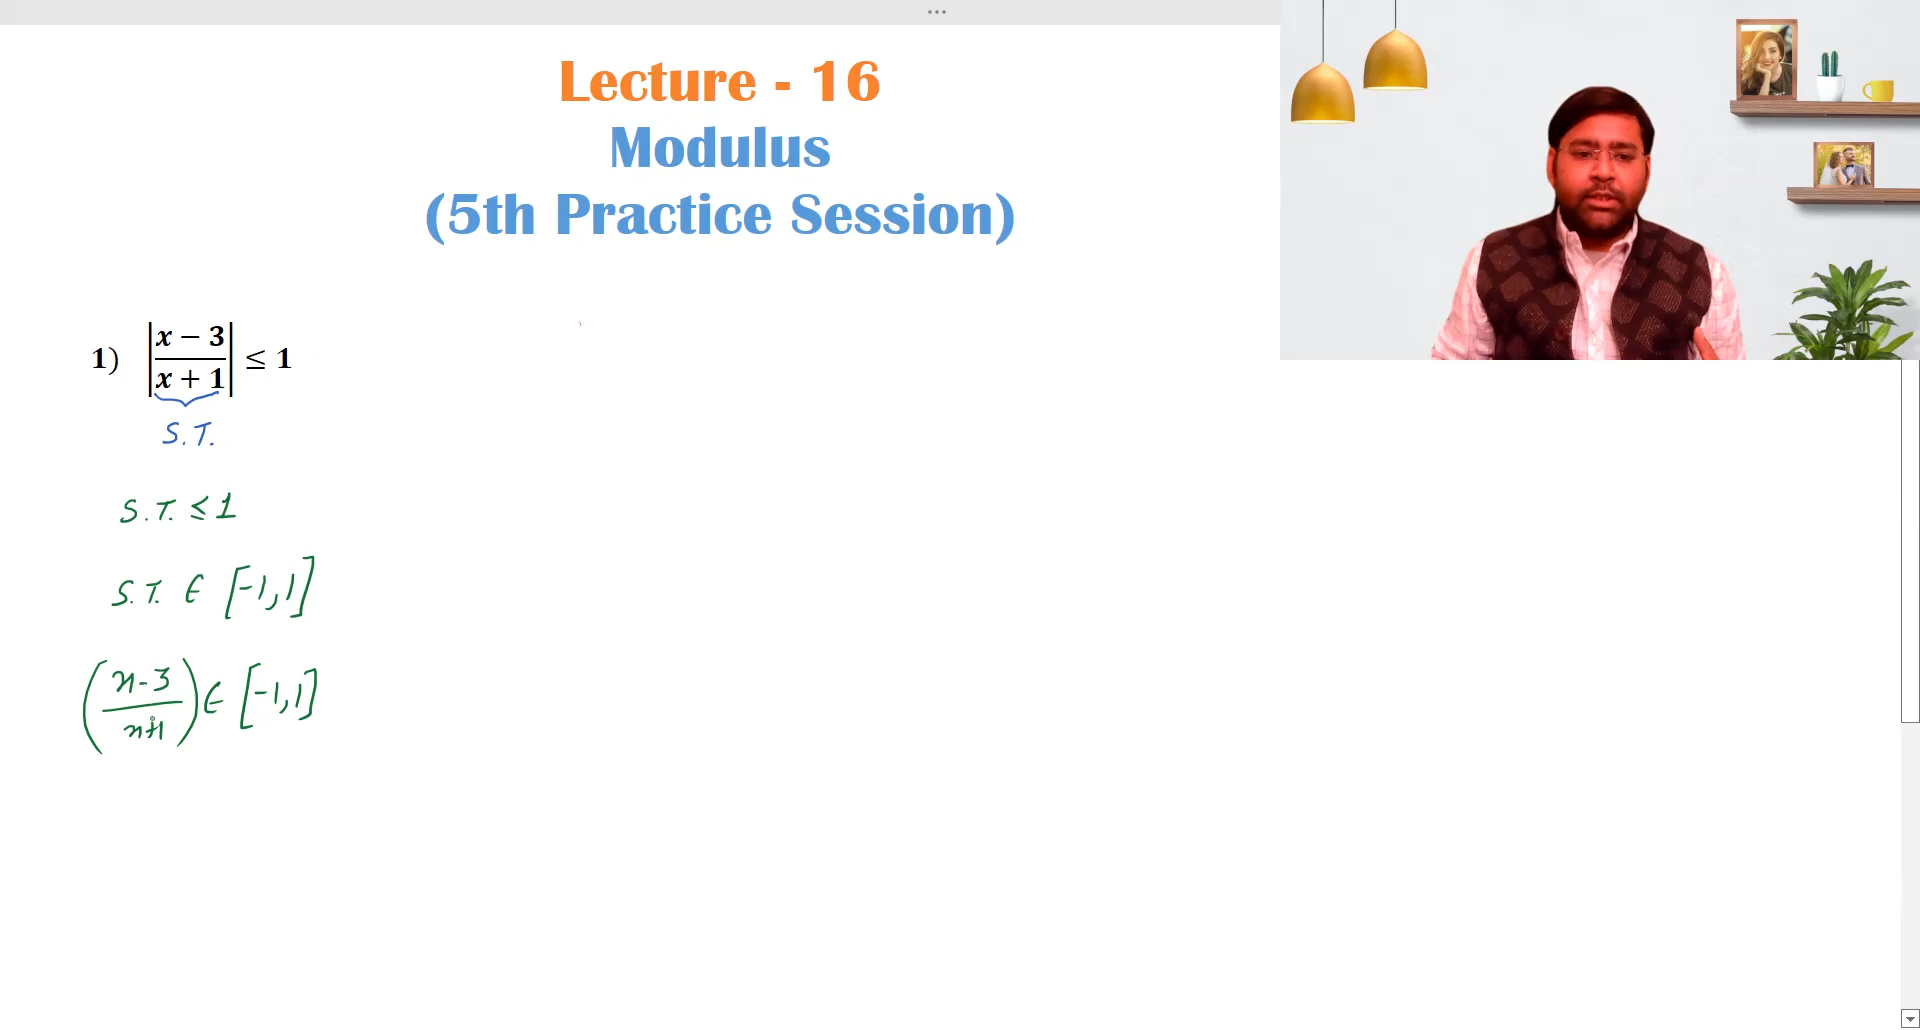 Lecture - 16
Modulus
(5th Practice Session)
1) |x − 3 / x + 1| ≤ 1
S.T.
S.T. ≤ 1
S.T. ∈ [-1, 1]
(x-3 / x+1) ∈ [-1, 1]